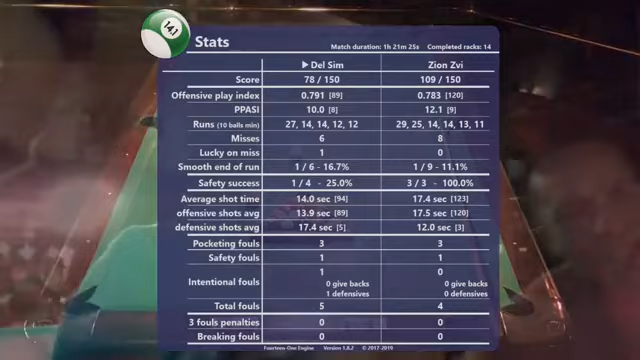 14.1
Stats
Match duration: 1h 21m 25s Completed racks: 14
▶ Del Sim Zion Zvi
Score 78 / 150 109 / 150
Offensive play index 0.791 [89] 0.783 [120]
PPASI 10.0 [8] 12.1 [9]
Runs (10 balls min) 27, 14, 14, 12, 12 29, 25, 14, 14, 13, 11
Misses 6 8
Lucky on miss 1 0
Smooth end of run 1 / 6 - 16.7% 1 / 9 - 11.1%
Safety success 1 / 4 - 25.0% 3 / 3 - 100.0%
Average shot time 14.0 sec [94] 17.4 sec [123]
offensive shots avg 13.9 sec [89] 17.5 sec [120]
defensive shots avg 17.4 sec [5] 12.0 sec [3]
Pocketing fouls 3 3
Safety fouls 1 1
Intentional fouls 1 0
0 give backs 0 give backs
1 defensives 0 defensives
Total fouls 5 4
3 fouls penalties 0 0
Breaking fouls 0 0
Fourteen-One Engine Version 1.8.2 © 2017-2019